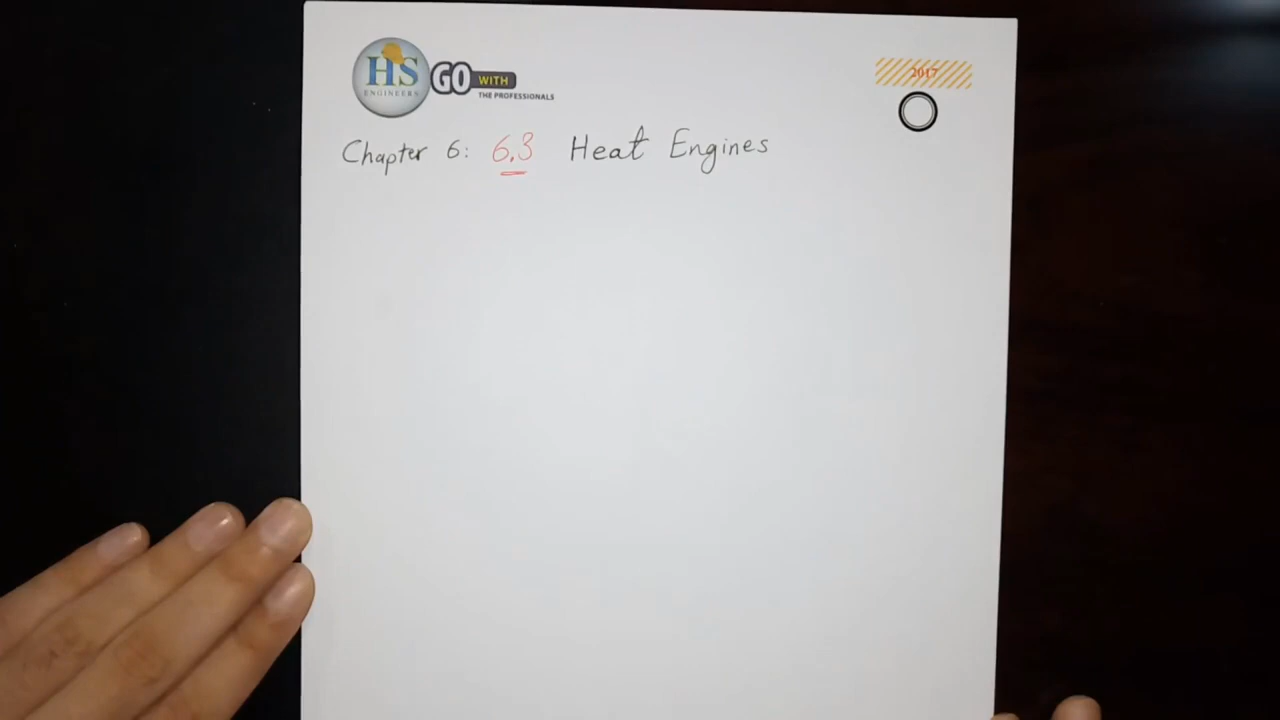 HS
ENGINEERS
GO WITH
THE PROFESSIONALS
2017
Chapter 6: 6.3 Heat Engines